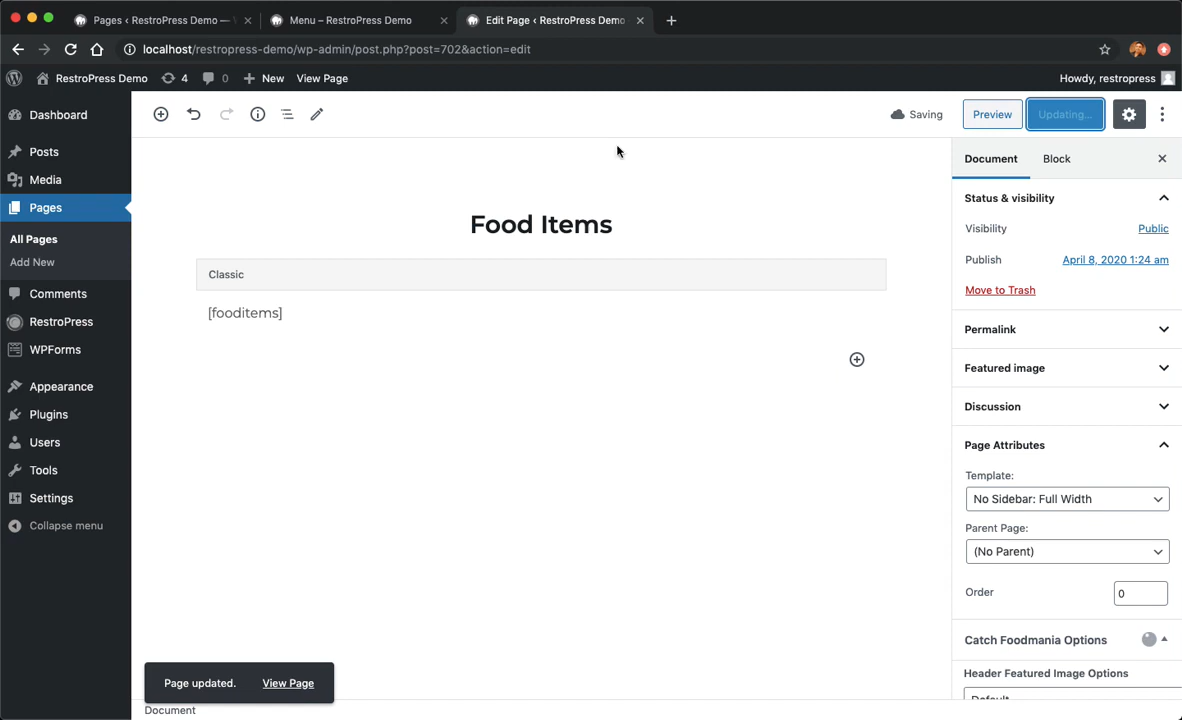 Pages ‹ RestroPress Demo —
Menu – RestroPress Demo
Edit Page ‹ RestroPress Demo
localhost/restropress-demo/wp-admin/post.php?post=702&action=edit
RestroPress Demo
4
0
New
View Page
Howdy, restropress
Dashboard
Posts
Media
Pages
All Pages
Add New
Comments
RestroPress
WPForms
Appearance
Plugins
Users
Tools
Settings
Collapse menu
Saving
Preview
Updating...
Food Items
Classic
[fooditems]
Document
Block
Status & visibility
Visibility
Public
Publish
April 8, 2020 1:24 am
Move to Trash
Permalink
Featured image
Discussion
Page Attributes
Template:
No Sidebar: Full Width
Parent Page:
(No Parent)
Order
0
Catch Foodmania Options
Header Featured Image Options
Default
Page updated.
View Page
Document